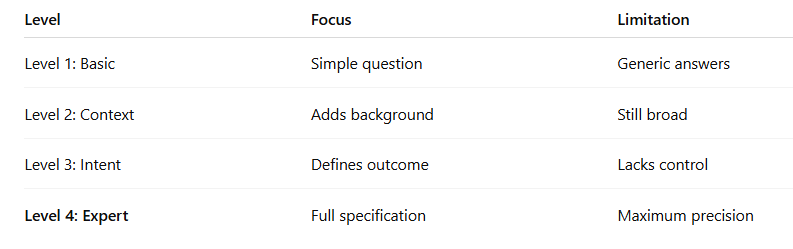 Level Focus Limitation
Level 1: Basic Simple question Generic answers
Level 2: Context Adds background Still broad
Level 3: Intent Defines outcome Lacks control
Level 4: Expert Full specification Maximum precision